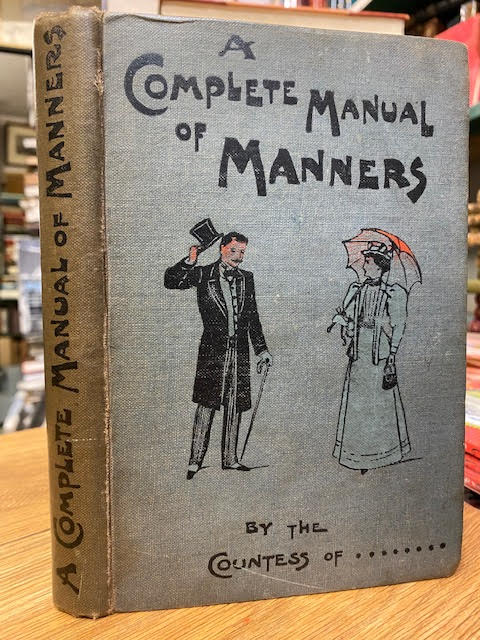 A
COMPLETE MANUAL
OF MANNERS
BY THE
COUNTESS OF ........
A COMPLETE MANUAL OF MANNERS